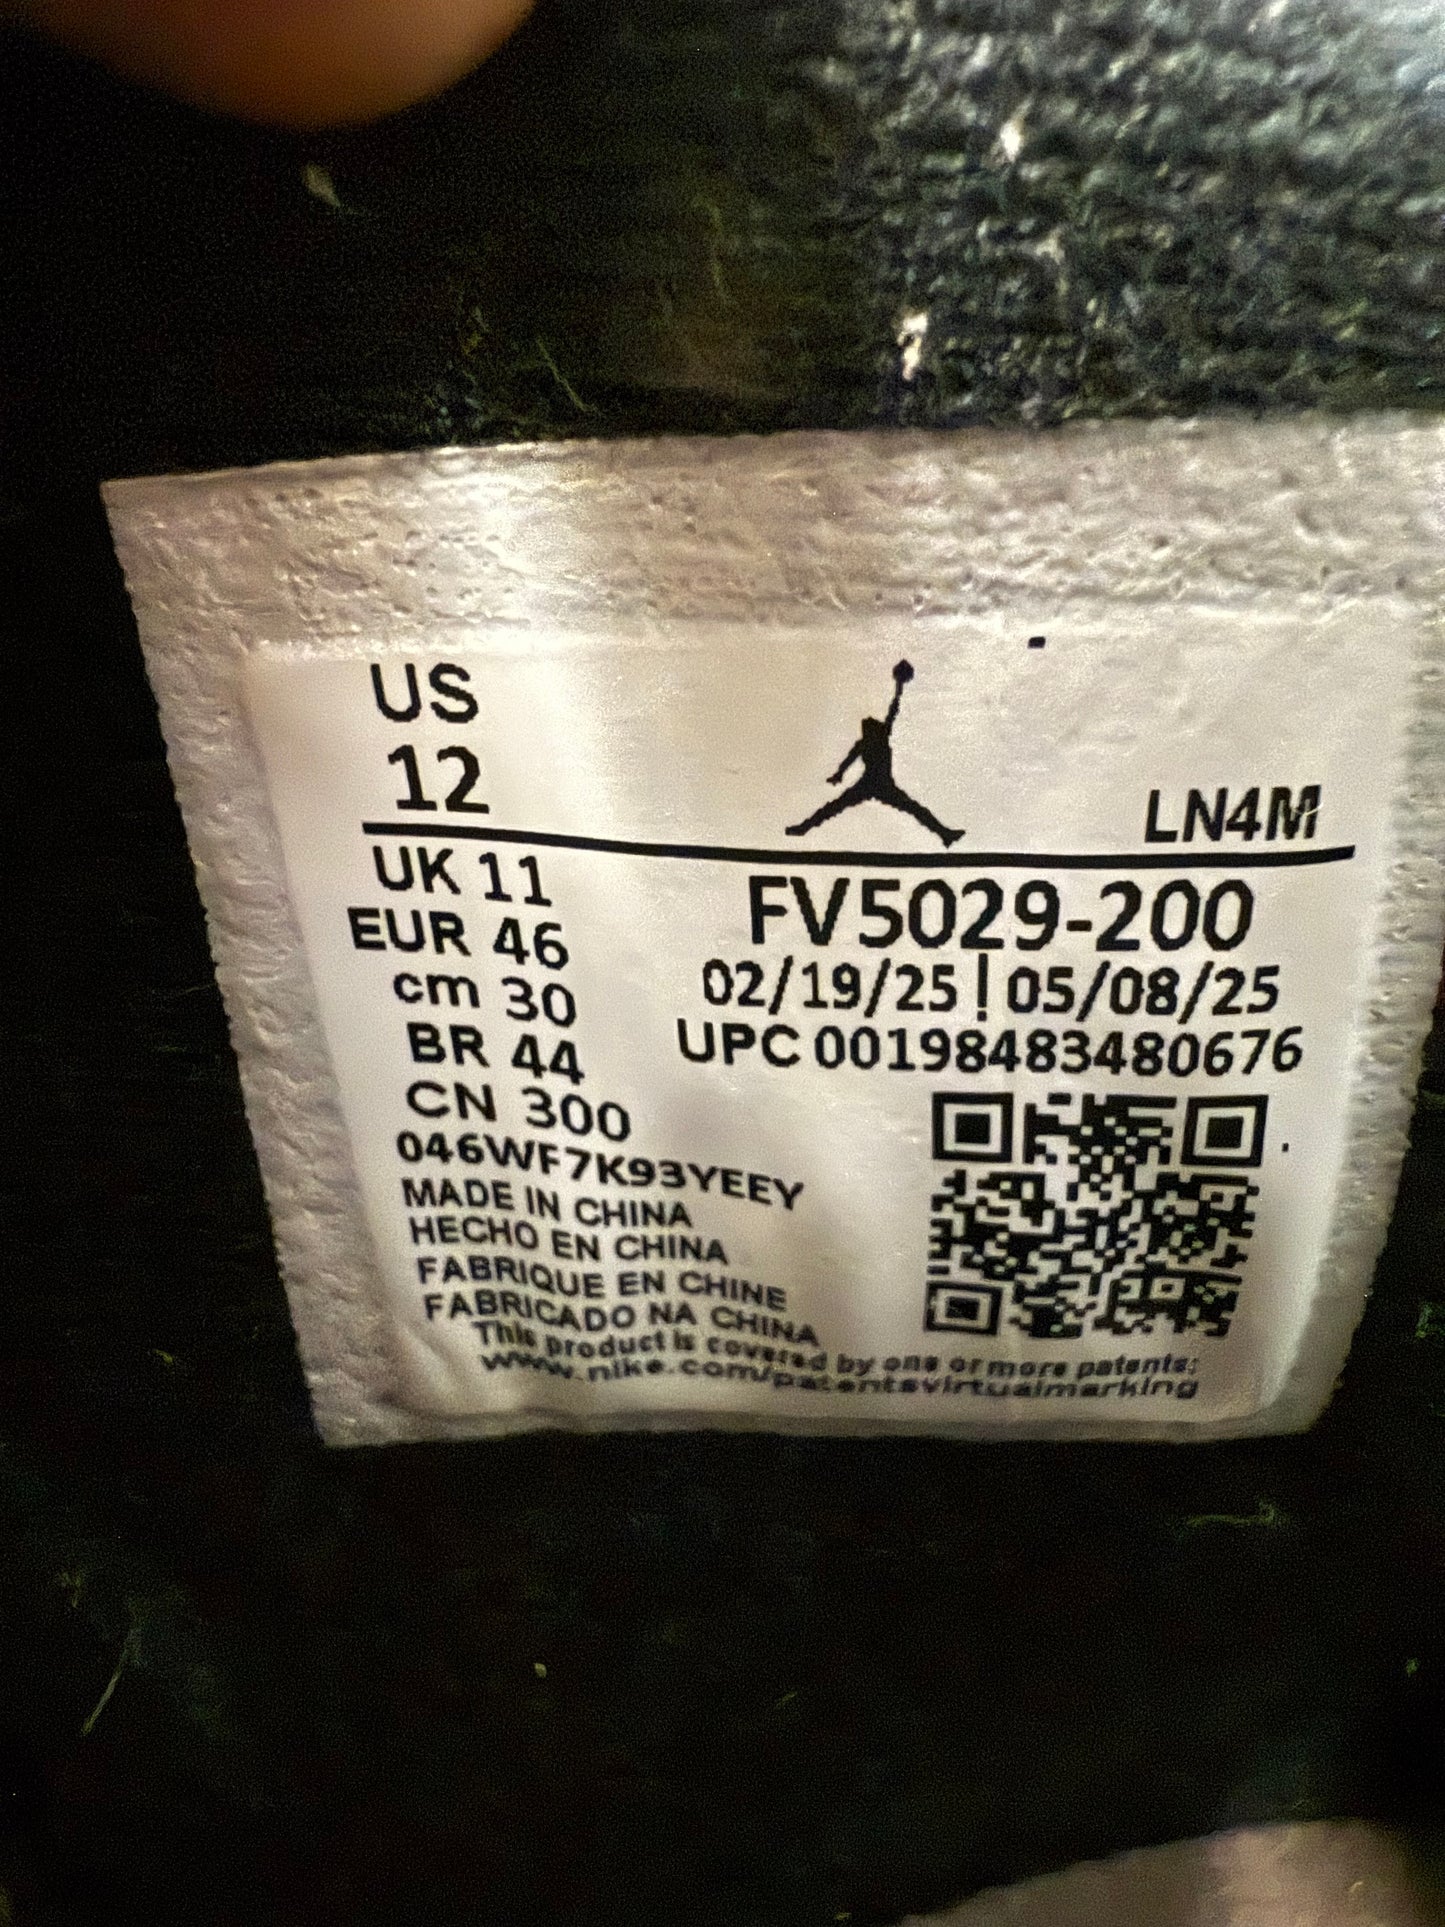 US
12
LN4M
UK 11
EUR 46
cm 30
BR 44
CN 300
FV5029-200
02/19/25 | 05/08/25
UPC 00198483480676
046WF7K93YEEY
MADE IN CHINA
HECHO EN CHINA
FABRIQUE EN CHINE
FABRICADO NA CHINA
This product is covered by one or more patents:
www.nike.com/patentsvirtualmarking